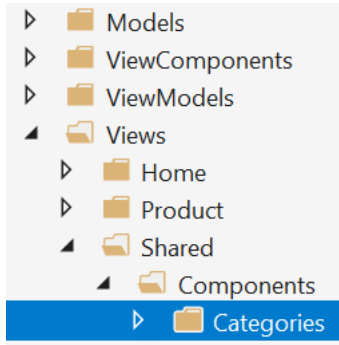 Models
ViewComponents
ViewModels
Views
Home
Product
Shared
Components
Categories